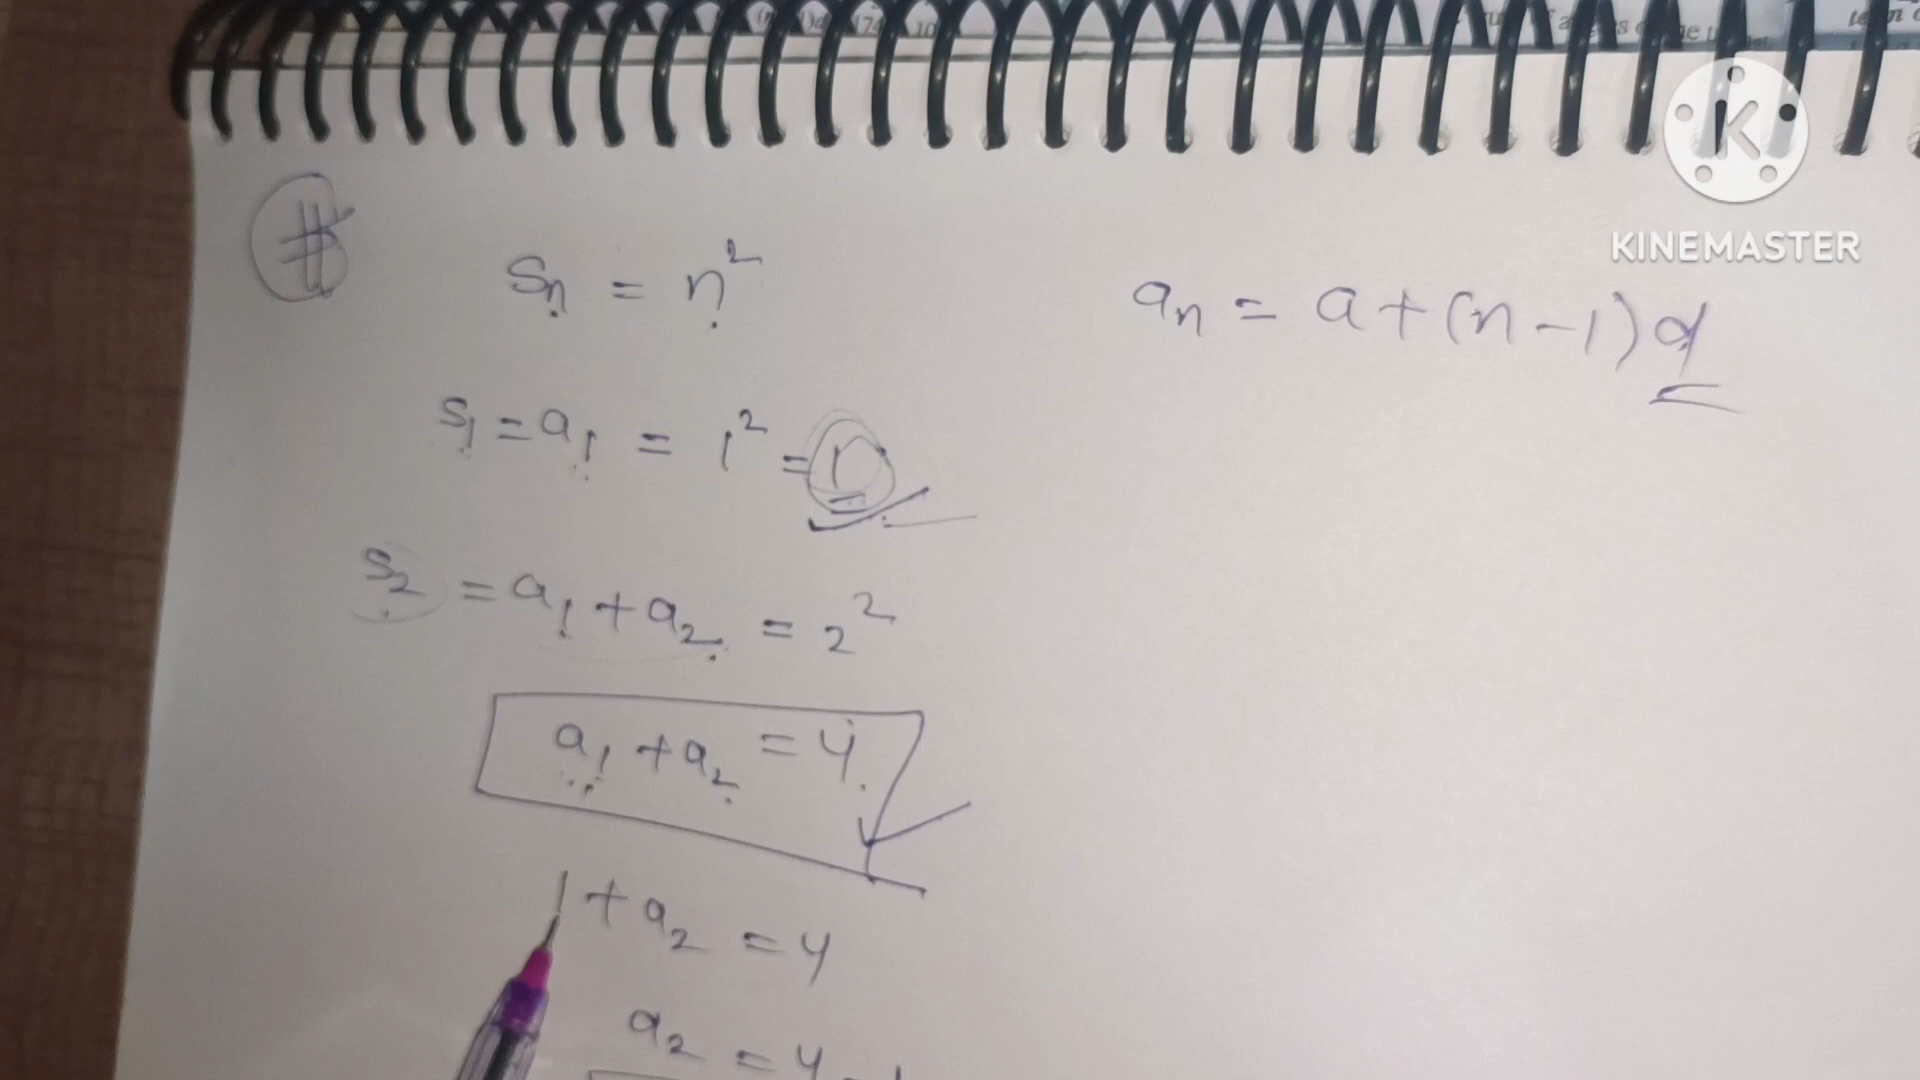 #
Sn = n²
an = a + (n-1)d
S1 = a1 = 1² = 1
S2 = a1 + a2 = 2²
a1 + a2 = 4
1 + a2 = 4
a2 = 4
K
KINEMASTER